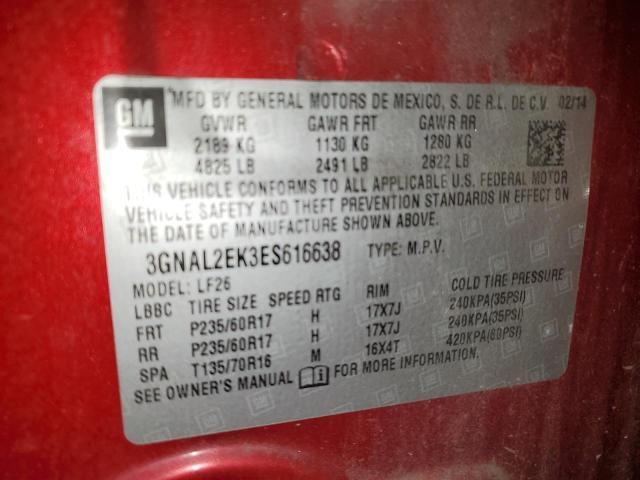 GM
MFD BY GENERAL MOTORS DE MEXICO, S. DE R.L. DE C.V. 02/14
GVWR GAWR FRT GAWR RR
2189 KG 1130 KG 1280 KG
4825 LB 2491 LB 2822 LB
THIS VEHICLE CONFORMS TO ALL APPLICABLE U.S. FEDERAL MOTOR
VEHICLE SAFETY AND THEFT PREVENTION STANDARDS IN EFFECT ON
THE DATE OF MANUFACTURE SHOWN ABOVE.
3GNAL2EK3ES616638 TYPE: M.P.V.
MODEL: LF26
LBBC TIRE SIZE SPEED RTG RIM COLD TIRE PRESSURE
FRT P235/60R17 H 17X7J 240KPA(35PSI)
RR P235/60R17 H 17X7J 240KPA(35PSI)
SPA T135/70R16 M 16X4T 420KPA(60PSI)
SEE OWNER'S MANUAL FOR MORE INFORMATION.